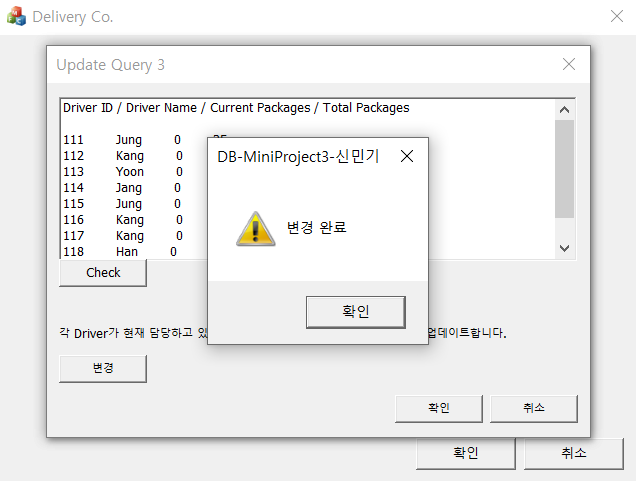 Delivery Co.
Update Query 3
Driver ID / Driver Name / Current Packages / Total Packages
111 Jung 0
112 Kang 0
113 Yoon 0
114 Jang 0
115 Jung 0
116 Kang 0
117 Kang 0
118 Han 0
DB-MiniProject3-신민기
변경 완료
확인
Check
각 Driver가 현재 담당하고 있 업데이트합니다.
변경
확인 취소
확인 취소